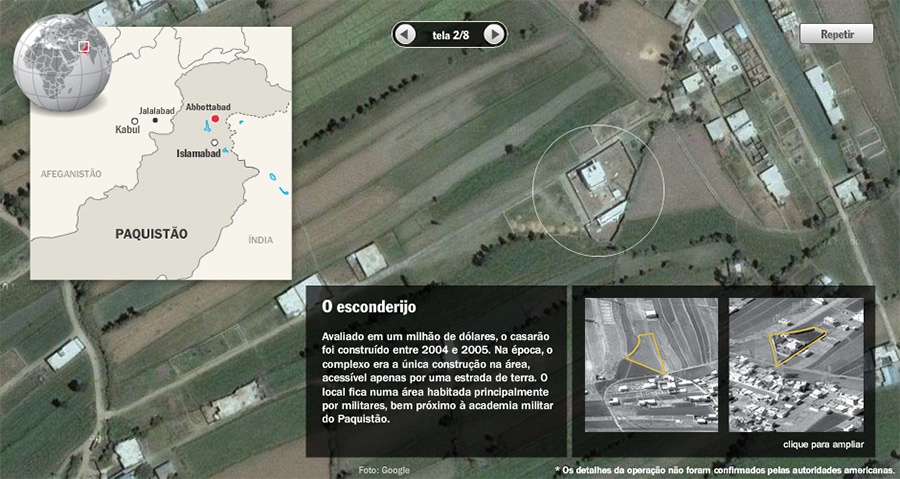 tela 2/8
Repetir
Jalalabad
Abbottabad
Kabul
Islamabad
AFEGANISTÃO
PAQUISTÃO
ÍNDIA
O esconderijo
Avaliado em um milhão de dólares, o casarão
foi construído entre 2004 e 2005. Na época, o
complexo era a única construção na área,
acessível apenas por uma estrada de terra. O
local fica numa área habitada principalmente
por militares, bem próximo à academia militar
do Paquistão.
clique para ampliar
Foto: Google
* Os detalhes da operação não foram confirmados pelas autoridades americanas.